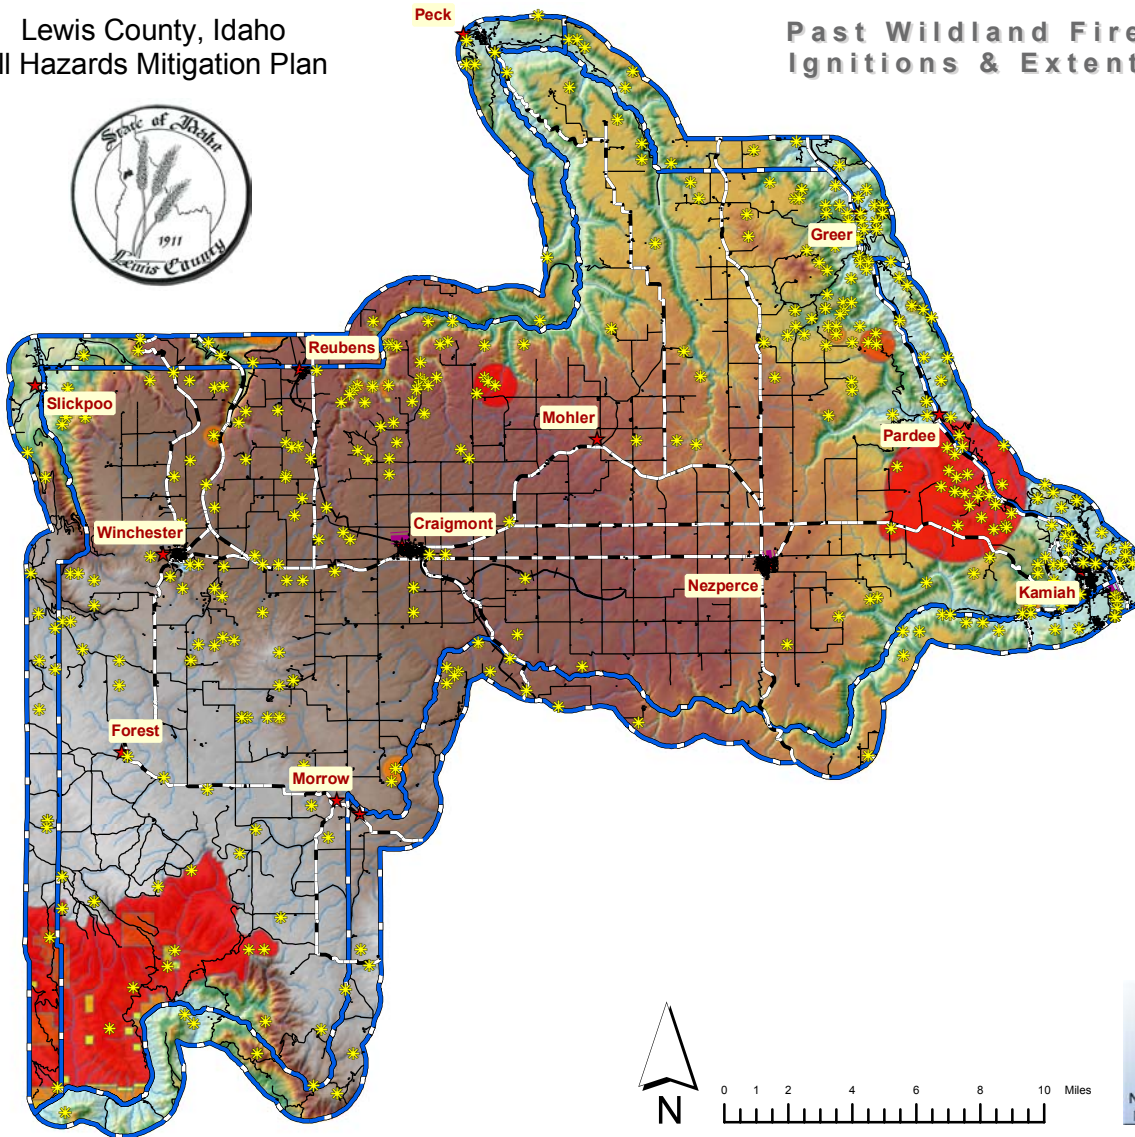 Lewis County, Idaho
ll Hazards Mitigation Plan
Past Wildland Fire
Ignitions & Extent
State of Idaho
1911
Lewis County
Peck
Greer
Reubens
Slickpoo
Mohler
Pardee
Winchester
Craigmont
Nezperce
Kamiah
Forest
Morrow
N
0 1 2 4 6 8 10 Miles